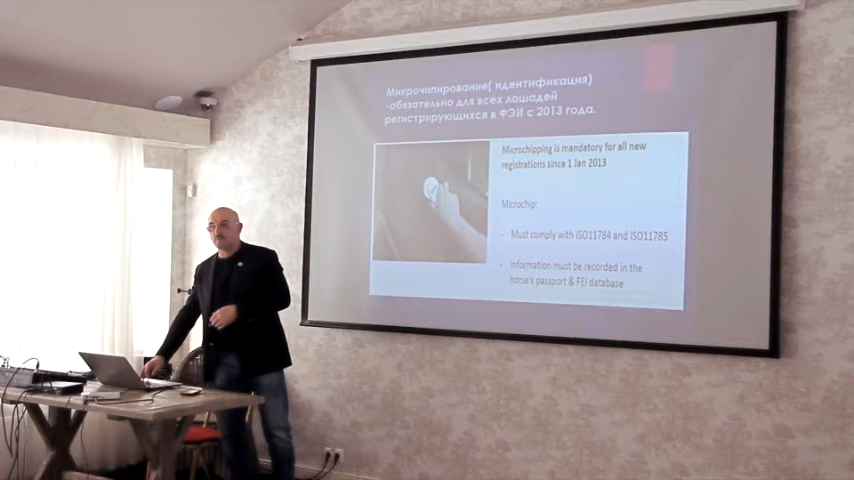 Микрочипирование( идентификация)
-обязательно для всех лошадей
регистрирующихся в ФЭИ с 2013 года.
Microchipping is mandatory for all new
registrations since 1 Jan 2013
Microchip:
- Must comply with ISO11784 and ISO11785
- Information must be recorded in the
horse's passport & FEI database